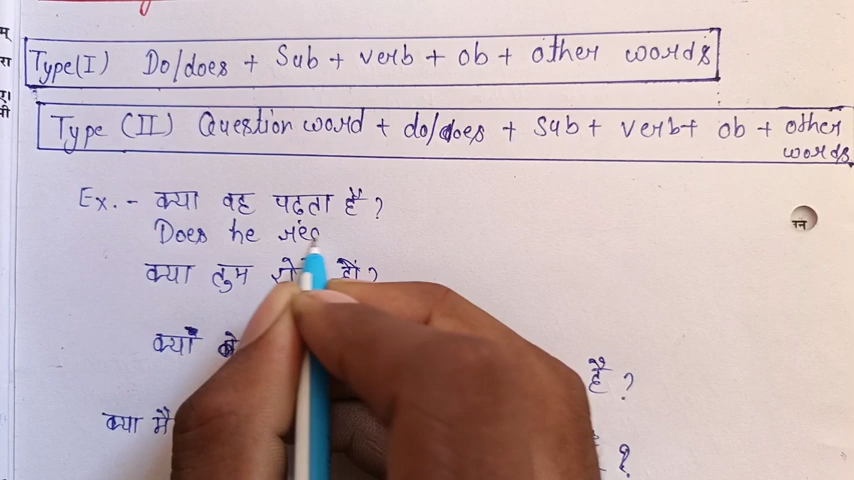 Type(I) Do/does + Sub + verb + ob + other words
Type (II) Question word + do/does + sub + verb + ob + other
words
Ex.- क्या वह पढता है?
Does he
क्या तुम हो?
क्या
है?
क्या मै
?